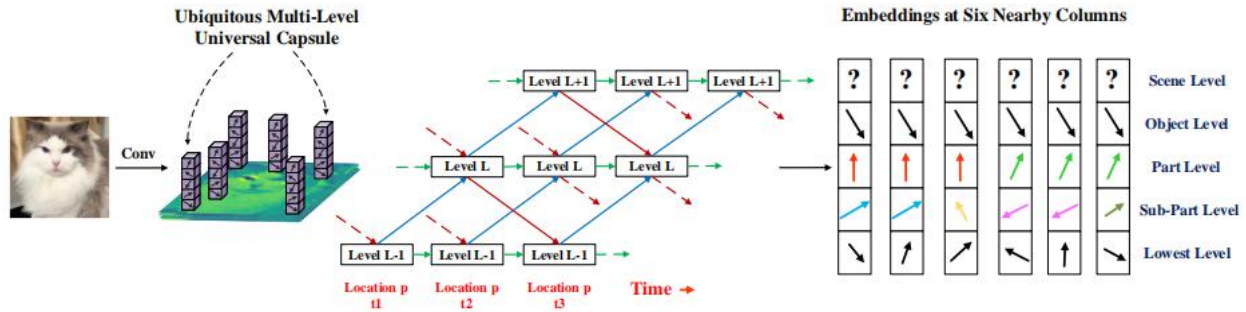 Ubiquitous Multi-Level
Universal Capsule
Conv
Level L+1 Level L+1 Level L+1
Level L Level L Level L
Level L-1 Level L-1 Level L-1
Location p Location p Location p
t1 t2 t3
Time
Embeddings at Six Nearby Columns
? ? ? ? ? ? Scene Level
Object Level
Part Level
Sub-Part Level
Lowest Level